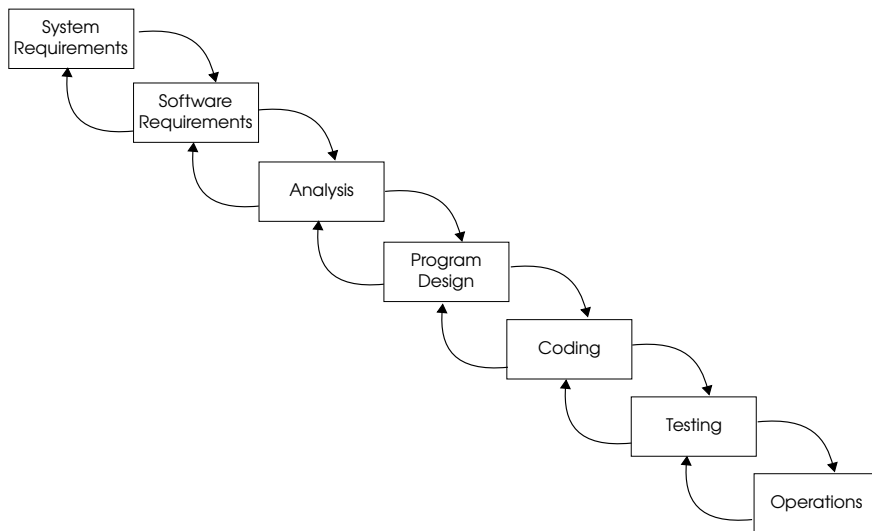 System
Requirements
Software
Requirements
Analysis
Program
Design
Coding
Testing
Operations